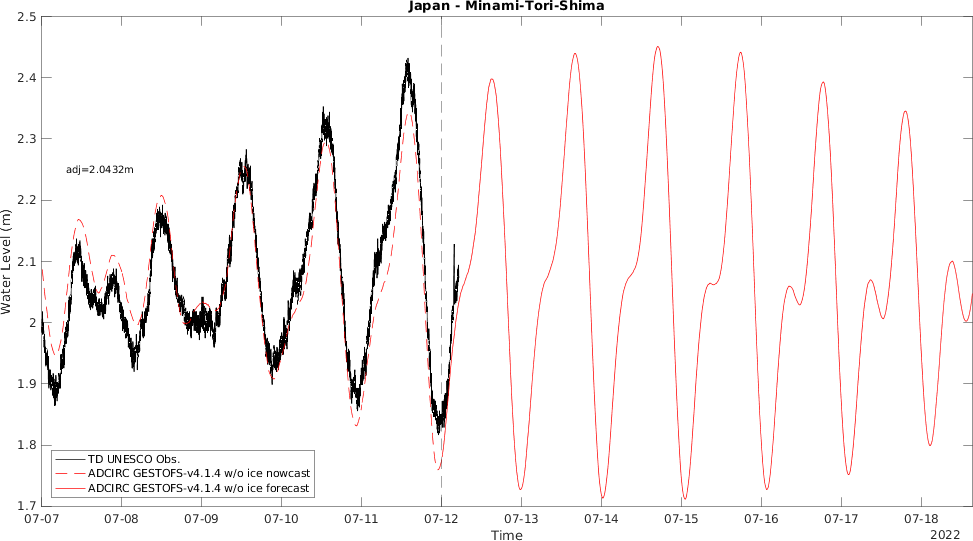 Japan - Minami-Tori-Shima
2.5
2.4
2.3
2.2
2.1
2
1.9
1.8
1.7
Water Level (m)
adj=2.0432m
TD UNESCO Obs.
ADCIRC GESTOFS-v4.1.4 w/o ice nowcast
ADCIRC GESTOFS-v4.1.4 w/o ice forecast
07-07 07-08 07-09 07-10 07-11 07-12 07-13 07-14 07-15 07-16 07-17 07-18
Time
2022